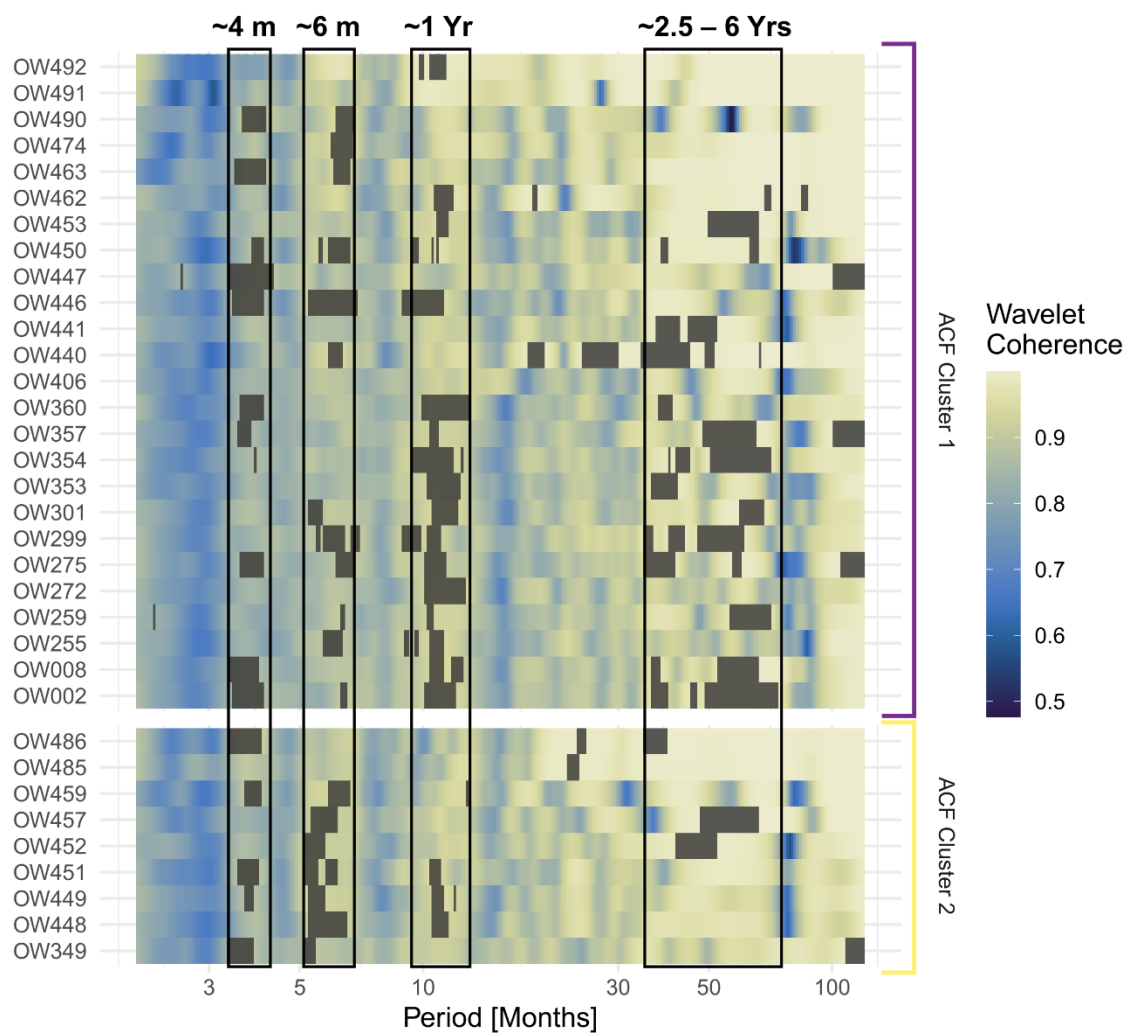 ~4 m ~6 m ~1 Yr ~2.5 – 6 Yrs
OW492
OW491
OW490
OW474
OW463
OW462
OW453
OW450
OW447
OW446
OW441
OW440
OW406
OW360
OW357
OW354
OW353
OW301
OW299
OW275
OW272
OW259
OW255
OW008
OW002
OW486
OW485
OW459
OW457
OW452
OW451
OW449
OW448
OW349
3 5 10 30 50 100
Period [Months]
ACF Cluster 1
ACF Cluster 2
Wavelet
Coherence
0.9
0.8
0.7
0.6
0.5